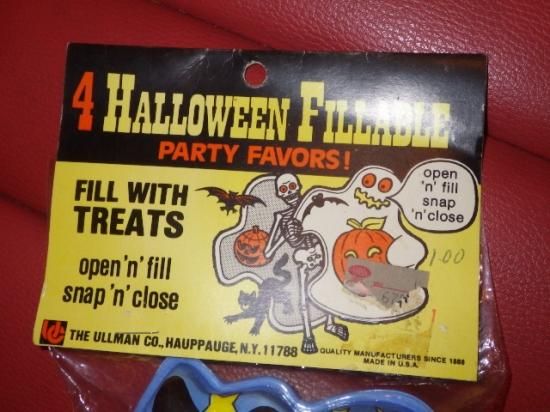 4 HALLOWEEN FILLABLE
PARTY FAVORS!
FILL WITH
TREATS
open 'n' fill
snap 'n' close
open
'n' fill
snap
'n' close
1.00
THE ULLMAN CO., HAUPPAUGE, N.Y. 11788
QUALITY MANUFACTURERS SINCE 1888
MADE IN U.S.A.